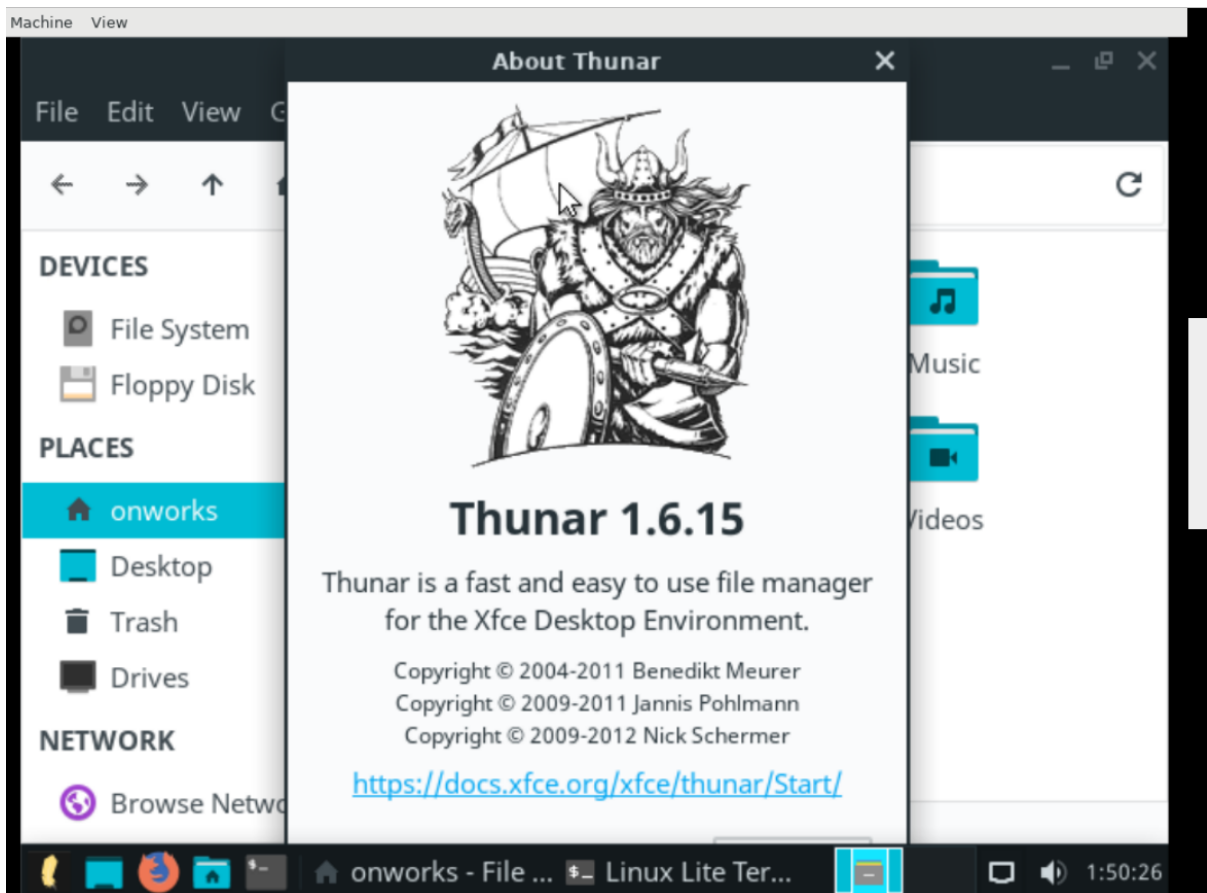 Machine View
About Thunar
File Edit View
DEVICES
File System
Floppy Disk
PLACES
onworks
Desktop
Trash
Drives
NETWORK
Browse
Music
Videos
Thunar 1.6.15
Thunar is a fast and easy to use file manager
for the Xfce Desktop Environment.
Copyright © 2004-2011 Benedikt Meurer
Copyright © 2009-2011 Jannis Pohlmann
Copyright © 2009-2012 Nick Schermer
https://docs.xfce.org/xfce/thunar/Start/
onworks - File ... Linux Lite Ter... 1:50:26